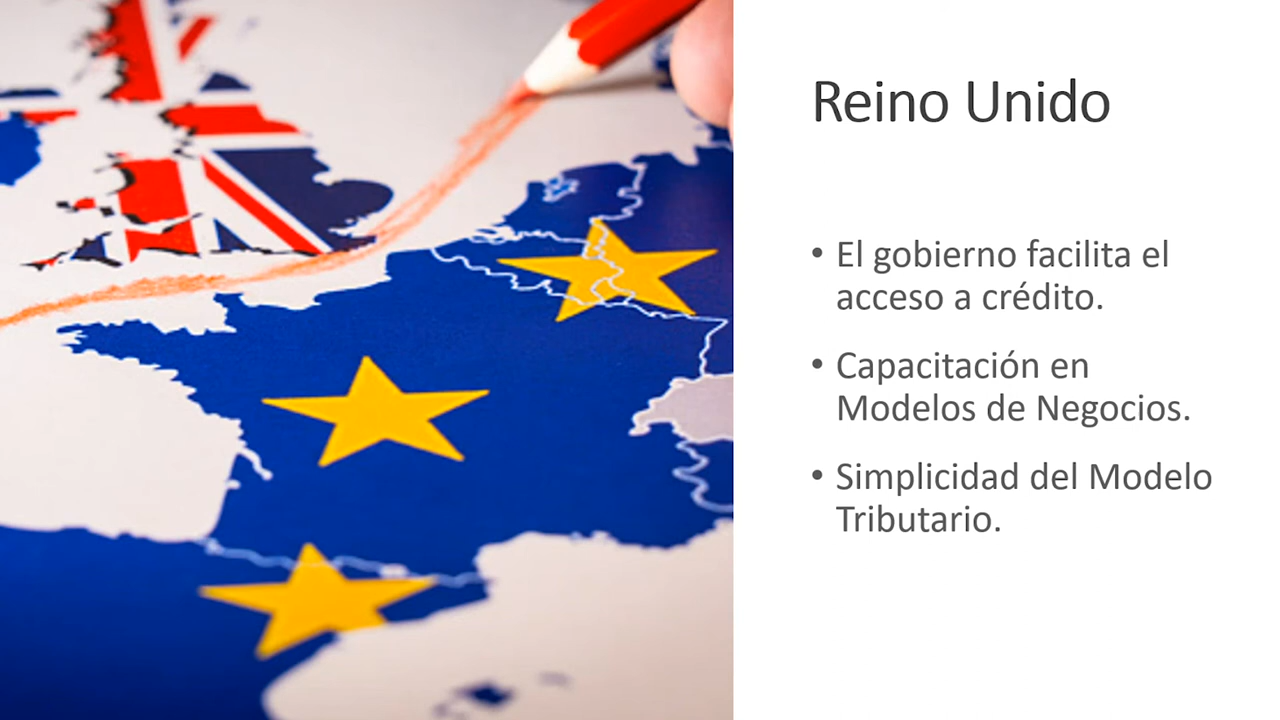 Reino Unido
• El gobierno facilita el
acceso a crédito.
• Capacitación en
Modelos de Negocios.
• Simplicidad del Modelo
Tributario.